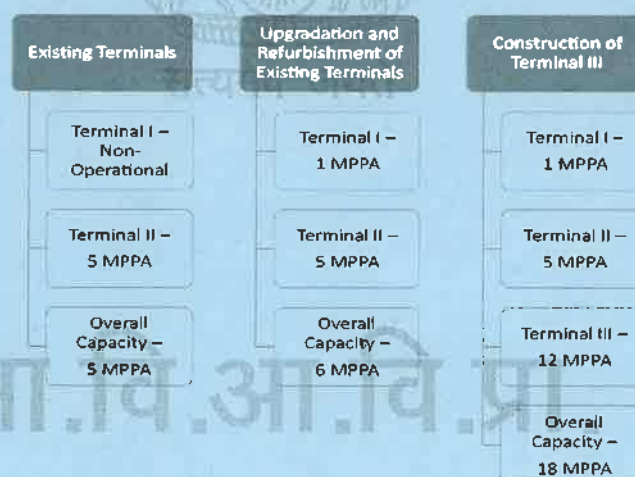 Existing Terminals
Terminal I –
Non-
Operational
Terminal II –
5 MPPA
Overall
Capacity –
5 MPPA
Upgradation and
Refurbishment of
Existing Terminals
Terminal I –
1 MPPA
Terminal II –
5 MPPA
Overall
Capacity –
6 MPPA
Construction of
Terminal III
Terminal I –
1 MPPA
Terminal II –
5 MPPA
Terminal III –
12 MPPA
Overall
Capacity –
18 MPPA
.वि.आ.वि.प्रा.